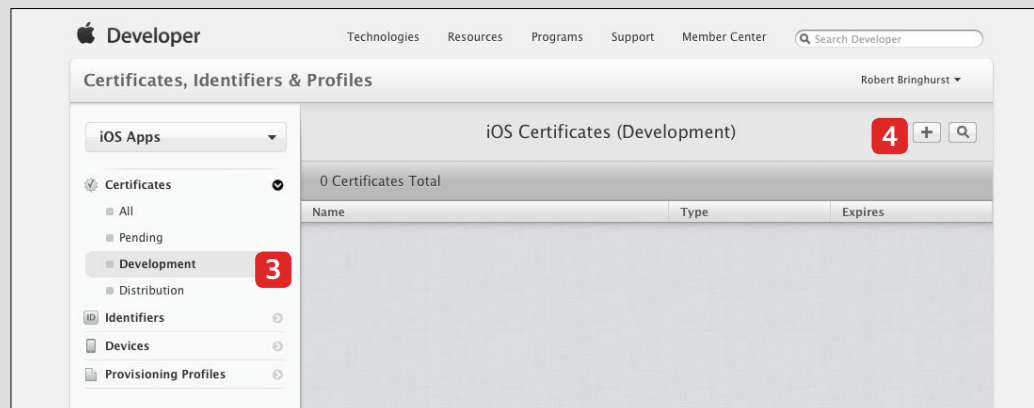 Developer
Technologies Resources Programs Support Member Center Search Developer
Certificates, Identifiers & Profiles
Robert Bringhurst
iOS Apps
iOS Certificates (Development)
4
0 Certificates Total
Certificates
Name Type Expires
All
Pending
Development
3
Distribution
ID Identifiers
Devices
Provisioning Profiles